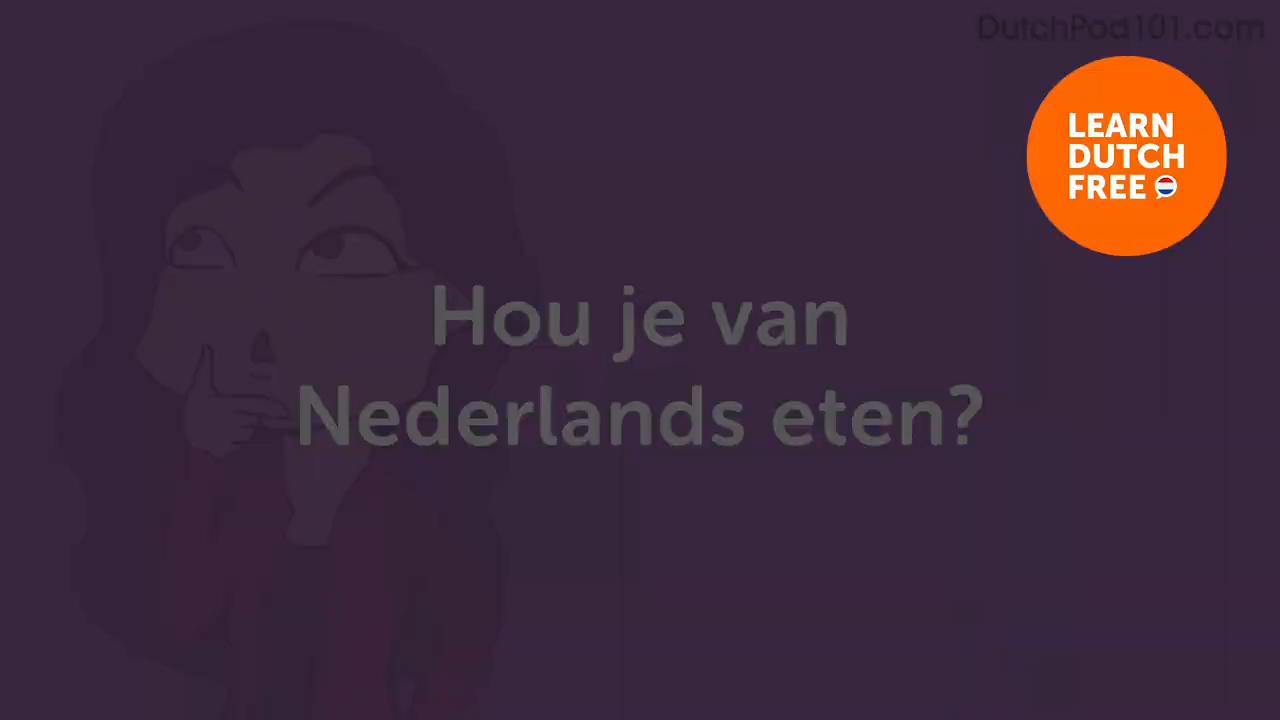 DutchPod101.com
LEARN
DUTCH
FREE
Hou je van
Nederlands eten?